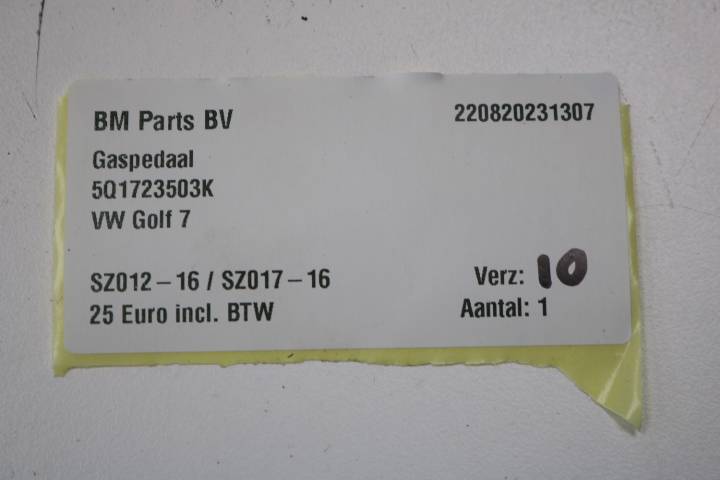 BM Parts BV 220820231307
Gaspedaal
5Q1723503K
VW Golf 7
SZ012-16 / SZ017-16 Verz: 10
25 Euro incl. BTW Aantal: 1